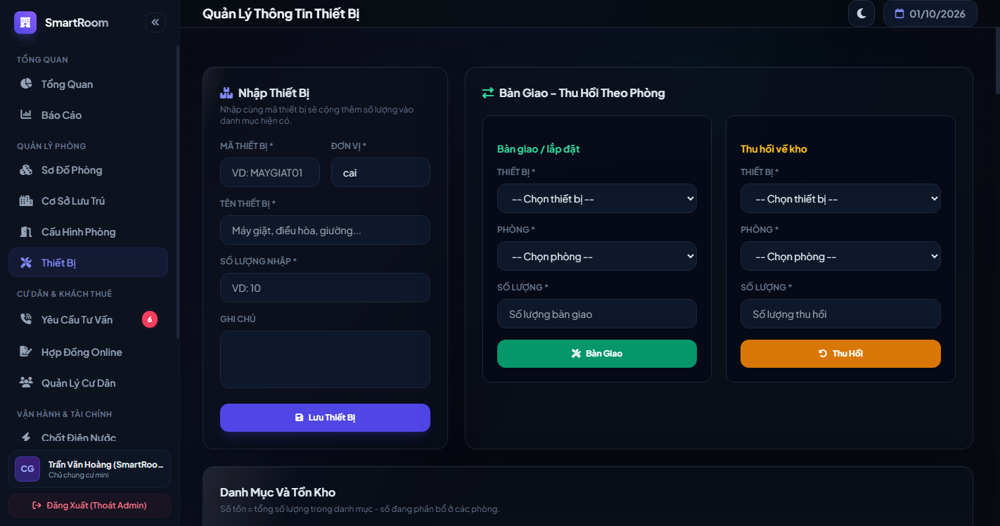 SmartRoom
TỔNG QUAN
Tổng Quan
Báo Cáo
QUẢN LÝ PHÒNG
Sơ Đồ Phòng
Cơ Sở Lưu Trú
Cấu Hình Phòng
Thiết Bị
CƯ DÂN & KHÁCH THUÊ
Yêu Cầu Tư Vấn
6
Hợp Đồng Online
Quản Lý Cư Dân
VẬN HÀNH & TÀI CHÍNH
Chốt Điện Nước
CG
Trần Văn Hoàng (SmartRoo...
Chủ chung cư mini
Đăng Xuất (Thoát Admin)
Quản Lý Thông Tin Thiết Bị
01/10/2026
Nhập Thiết Bị
Nhập cùng mã thiết bị sẽ cộng thêm số lượng vào
danh mục hiện có.
MÃ THIẾT BỊ *
ĐƠN VỊ *
VD: MAYGIAT01
cai
TÊN THIẾT BỊ *
Máy giặt, điều hòa, giường...
SỐ LƯỢNG NHẬP *
VD: 10
GHI CHÚ
Lưu Thiết Bị
Bàn Giao - Thu Hồi Theo Phòng
Bàn giao / lắp đặt
THIẾT BỊ *
-- Chọn thiết bị --
PHÒNG *
-- Chọn phòng --
SỐ LƯỢNG *
Số lượng bàn giao
Bàn Giao
Thu hồi về kho
THIẾT BỊ *
-- Chọn thiết bị --
PHÒNG *
-- Chọn phòng --
SỐ LƯỢNG *
Số lượng thu hồi
Thu Hồi
Danh Mục Và Tồn Kho
Số tồn = tổng số lượng trong danh mục - số đang phân bổ ở các phòng.